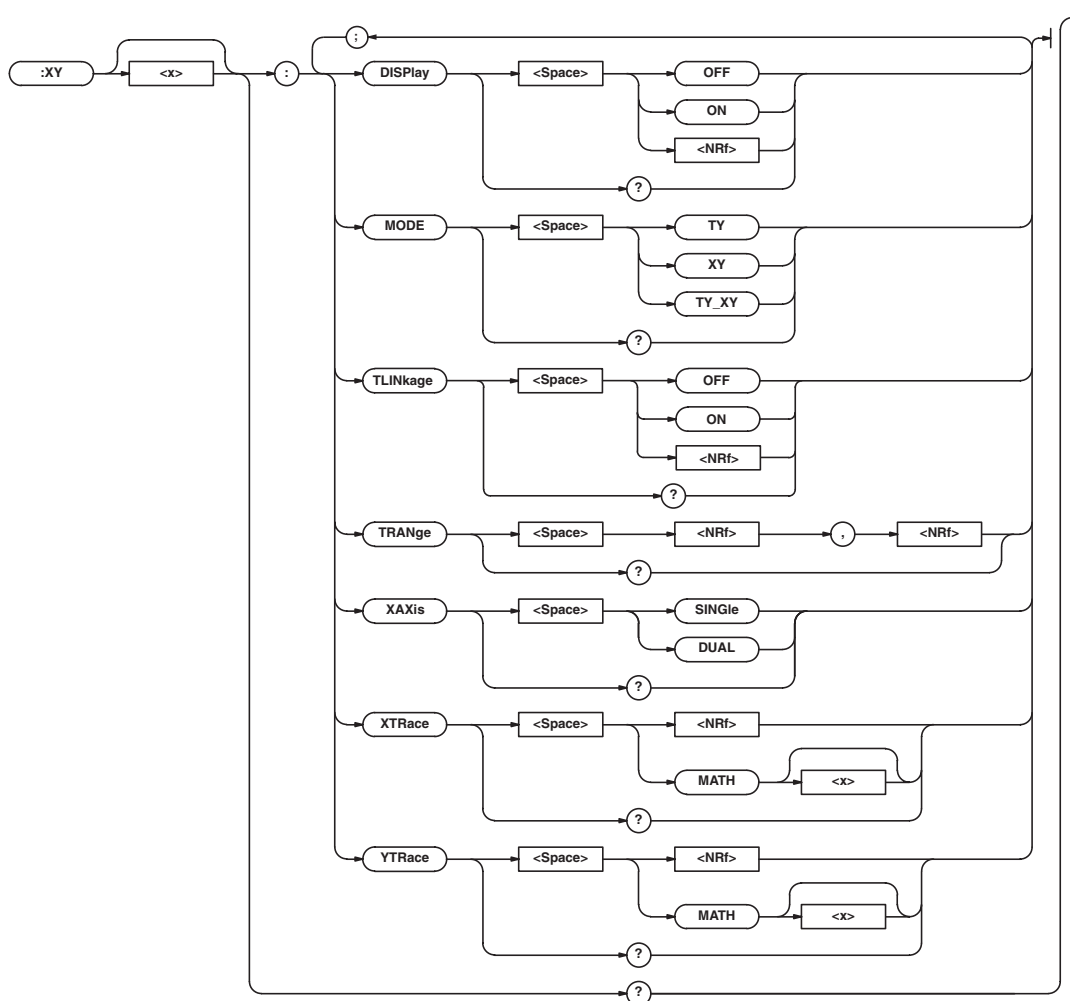 ;
:XY <x> : DISPlay <Space> OFF
ON
<NRf>
?
MODE <Space> TY
XY
TY_XY
?
TLINkage <Space> OFF
ON
<NRf>
?
TRANge <Space> <NRf> , <NRf>
?
XAXis <Space> SINGle
DUAL
?
XTRace <Space> <NRf>
MATH <x>
?
YTRace <Space> <NRf>
MATH <x>
?
?